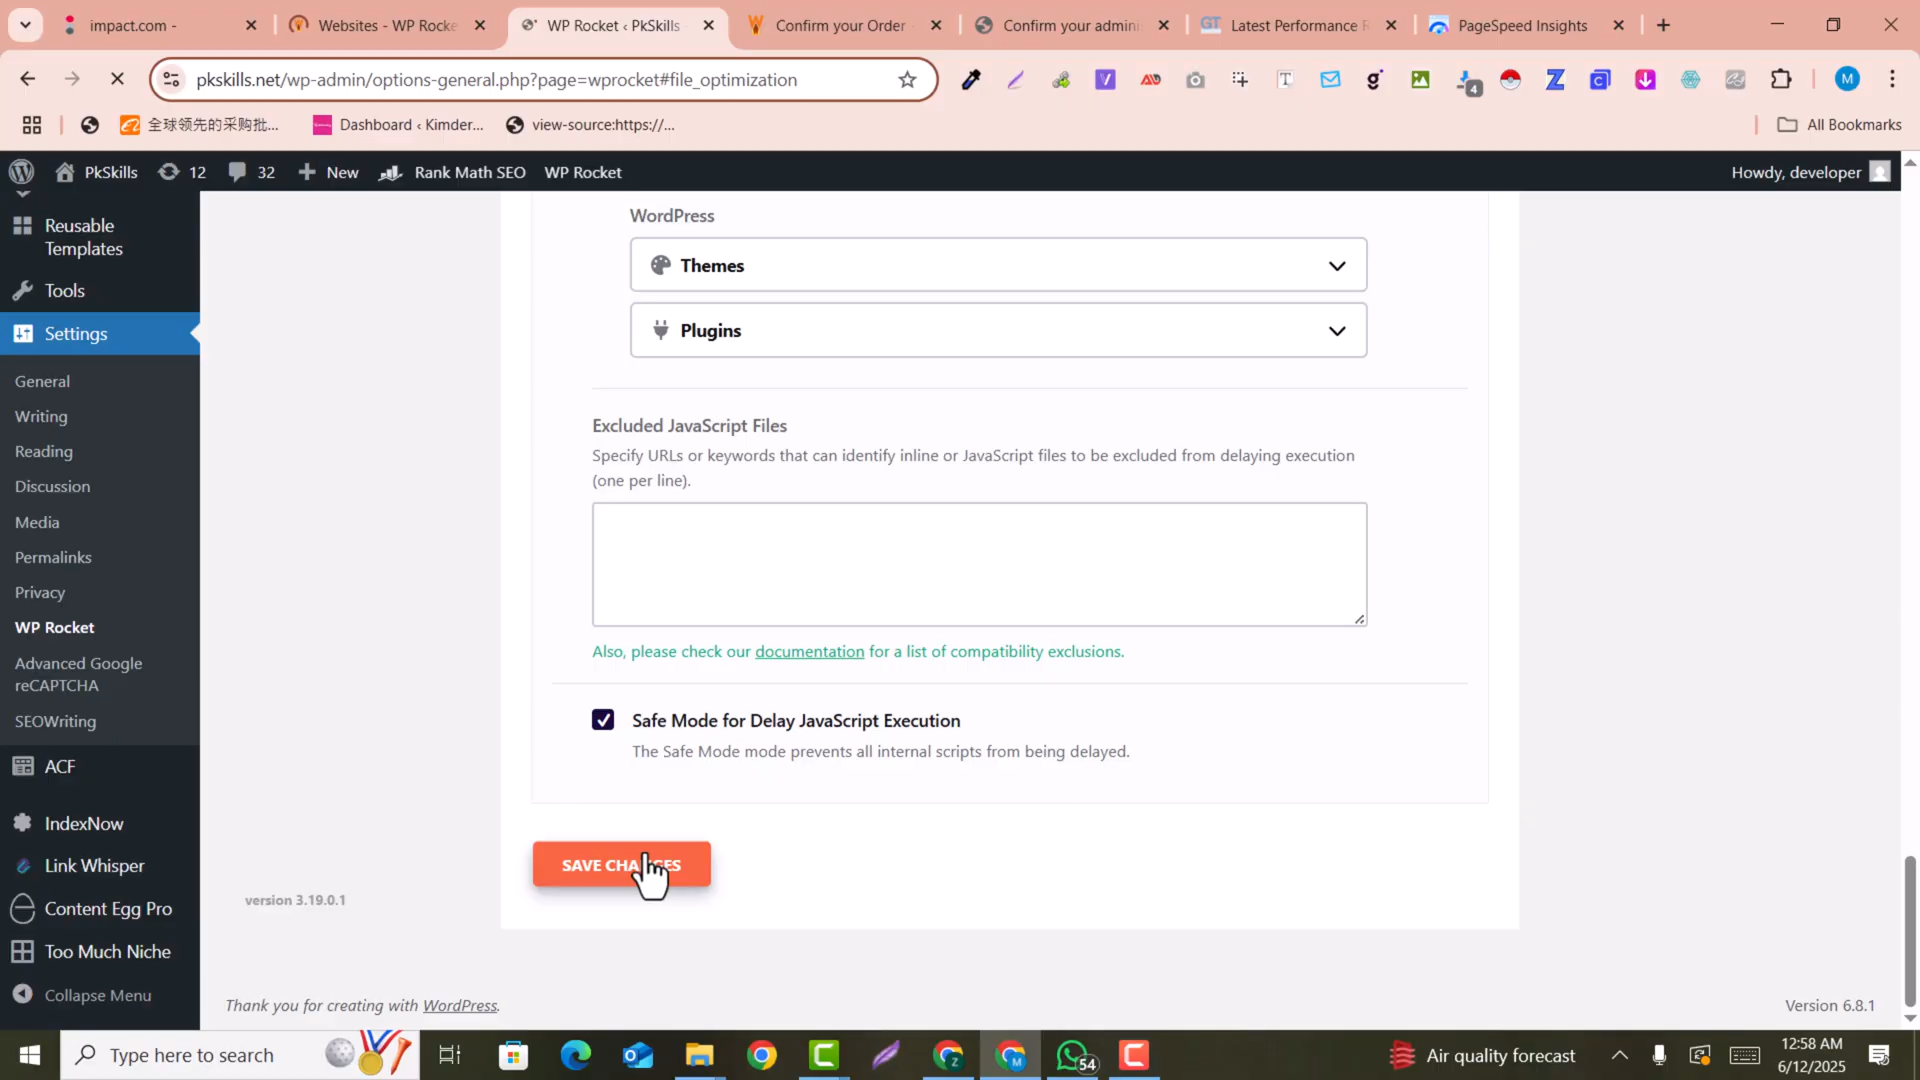 impact.com -
Websites - WP Rocke
WP Rocket ‹ PkSkills
Confirm your Order
Confirm your admini
GT
Latest Performance R
PageSpeed Insights
pkskills.net/wp-admin/options-general.php?page=wprocket#file_optimization
4
M
全球领先的采购批...
Dashboard ‹ Kimder...
view-source:https://...
All Bookmarks
PkSkills
12
32
New
Rank Math SEO
WP Rocket
Howdy, developer
Reusable
Templates
Tools
Settings
General
Writing
Reading
Discussion
Media
Permalinks
Privacy
WP Rocket
Advanced Google
reCAPTCHA
SEOWriting
ACF
IndexNow
Link Whisper
Content Egg Pro
Too Much Niche
Collapse Menu
WordPress
Themes
Plugins
Excluded JavaScript Files
Specify URLs or keywords that can identify inline or JavaScript files to be excluded from delaying execution
(one per line).
Also, please check our documentation for a list of compatibility exclusions.
Safe Mode for Delay JavaScript Execution
The Safe Mode mode prevents all internal scripts from being delayed.
SAVE CHANGES
version 3.19.0.1
Thank you for creating with WordPress.
Version 6.8.1
Type here to search
54
Air quality forecast
12:58 AM
6/12/2025